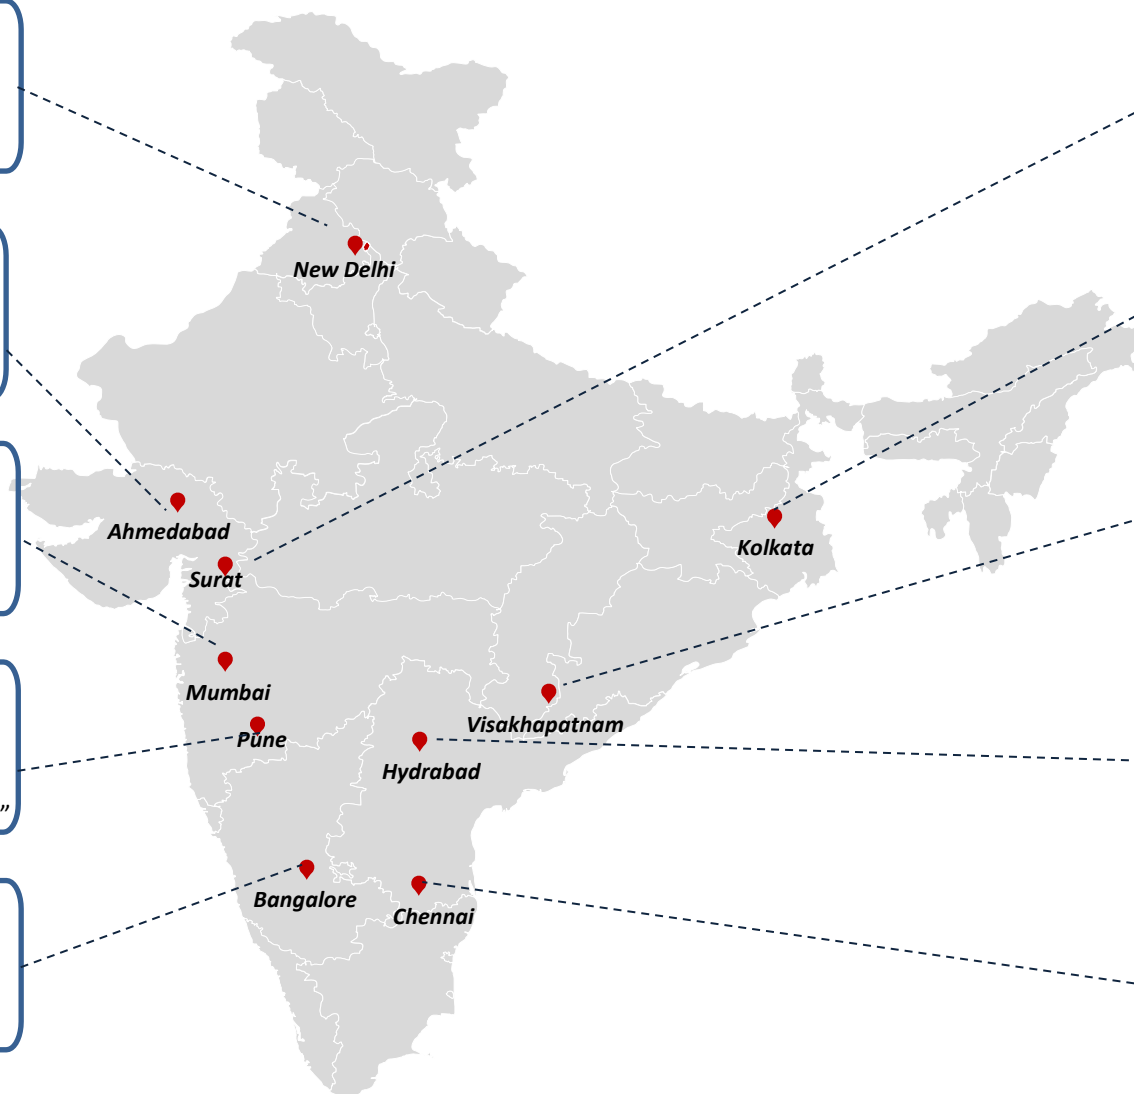 New Delhi
Ahmedabad
Kolkata
Surat
Mumbai
Visakhapatnam
Pune
Hydrabad
”
Bangalore
Chennai